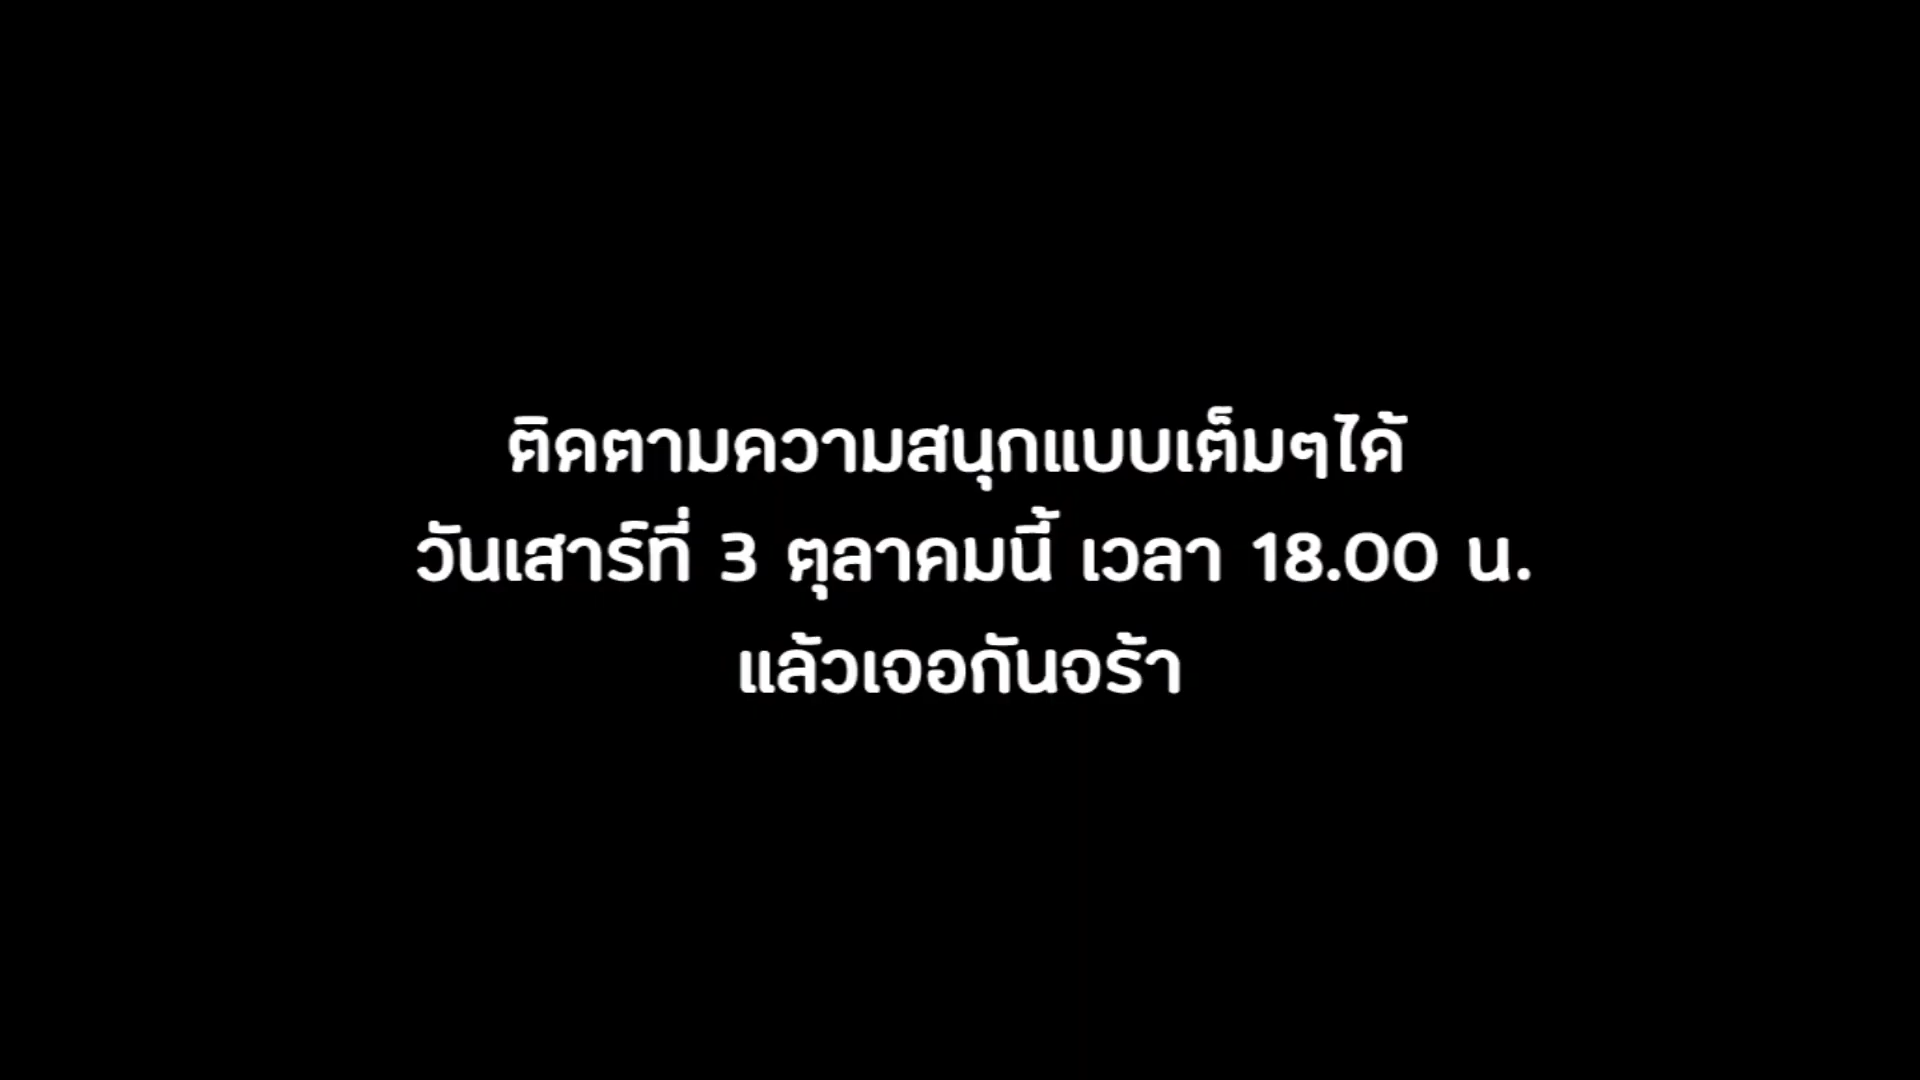 ติดตามความสนุกแบบเต็มๆได้
วันเสาร์ที่ 3 ตุลาคมนี้ เวลา 18.00 น.
แล้วเจอกันจร้า